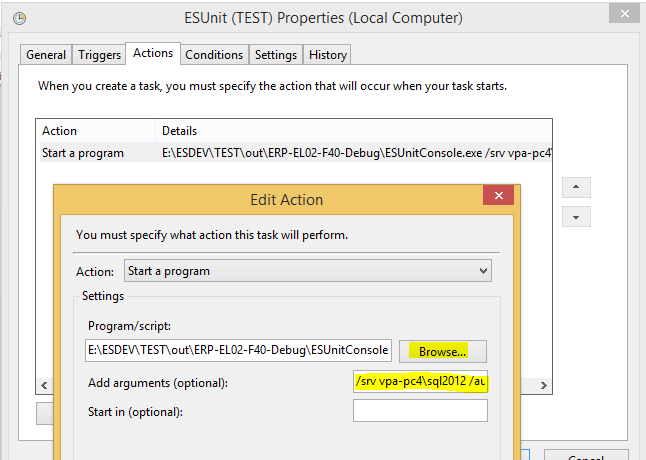 ESUnit (TEST) Properties (Local Computer)
General Triggers Actions Conditions Settings History
When you create a task, you must specify the action that will occur when your task starts.
Action Details
Start a program E:\ESDEV\TEST\out\ERP-EL02-F40-Debug\ESUnitConsole.exe /srv vpa-pc4\
Edit Action
You must specify what action this task will perform.
Action: Start a program
Settings
Program/script:
E:\ESDEV\TEST\out\ERP-EL02-F40-Debug\ESUnitConsole Browse...
Add arguments (optional): /srv vpa-pc4\sql2012 /au
Start in (optional):
Cancel